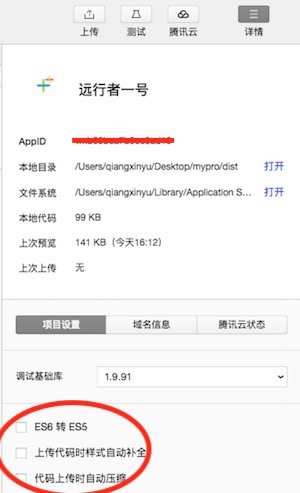 上传 测试 腾讯云 详情
远行者一号
AppID
本地目录 /Users/qiangxinyu/Desktop/mypro/dist 打开
文件系统 /Users/qiangxinyu/Library/Application S... 打开
本地代码 99 KB
上次预览 141 KB（今天16:12）
上次上传 无
项目设置 域名信息 腾讯云状态
调试基础库 1.9.91
ES6 转 ES5
上传代码时样式自动补全
代码上传时自动压缩